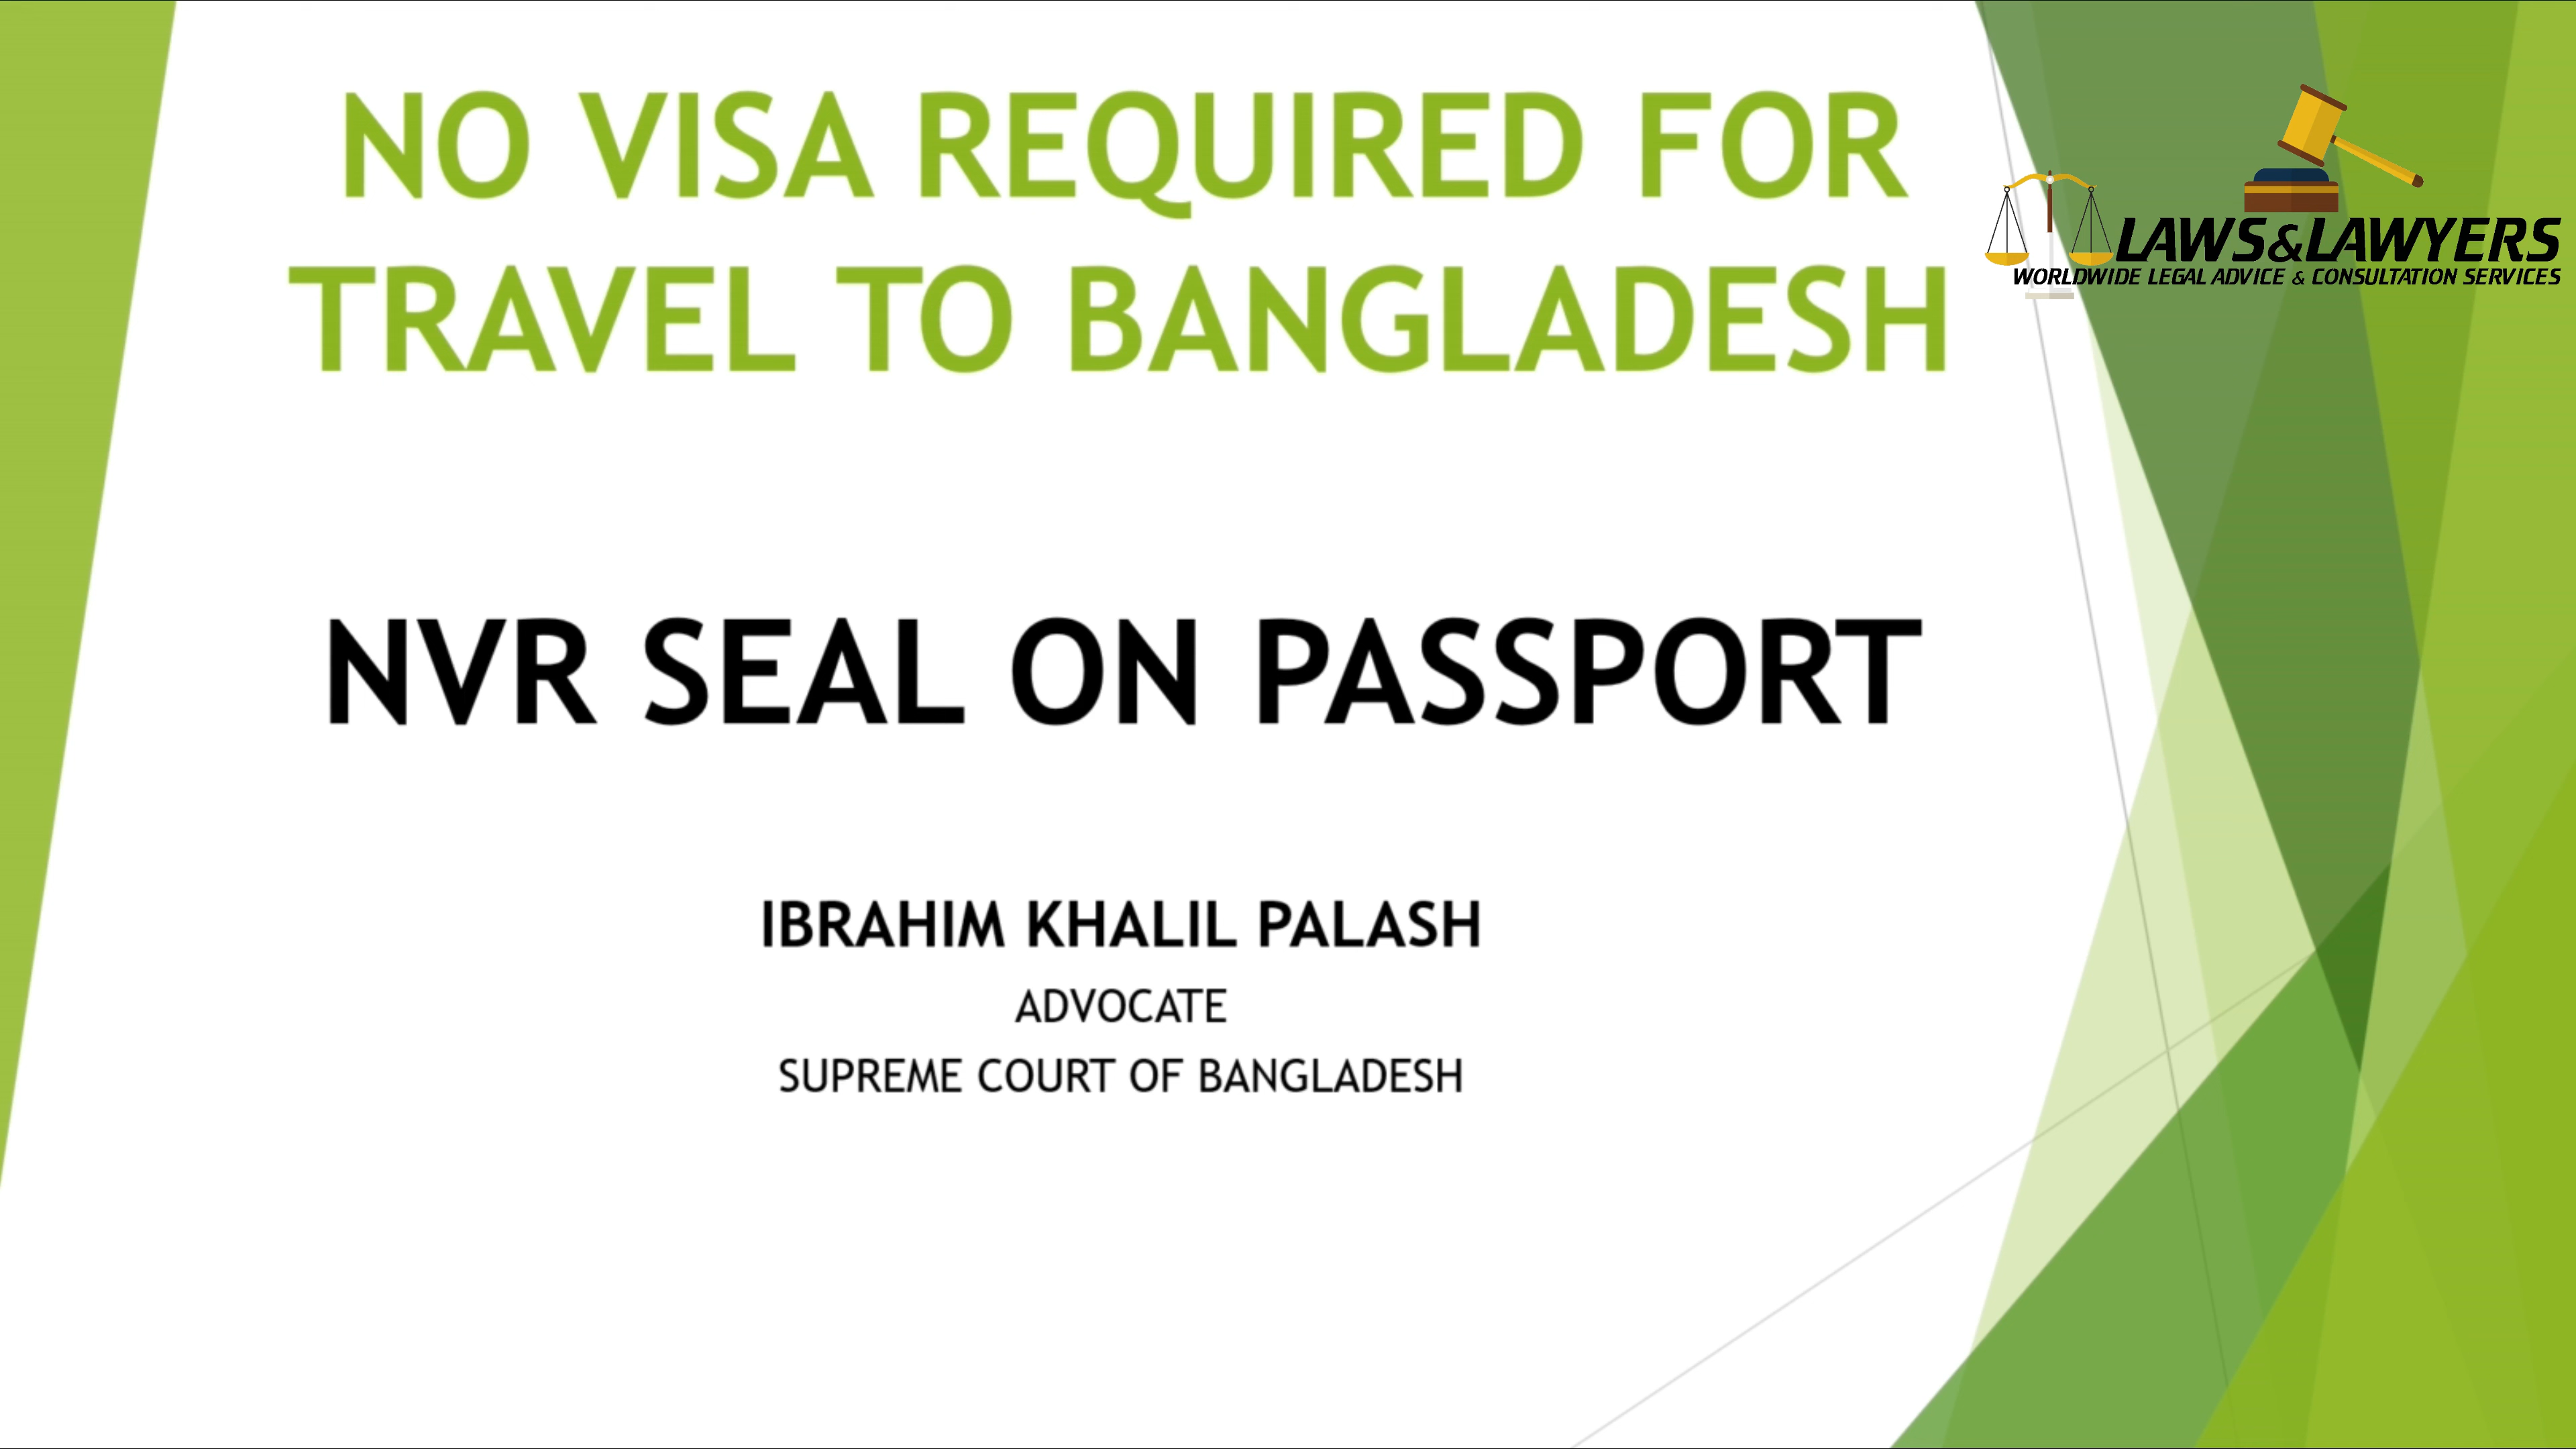 NO VISA REQUIRED FOR
TRAVEL TO BANGLADESH
LAWS&LAWYERS
WORLDWIDE LEGAL ADVICE & CONSULTATION SERVICES
NVR SEAL ON PASSPORT
IBRAHIM KHALIL PALASH
ADVOCATE
SUPREME COURT OF BANGLADESH